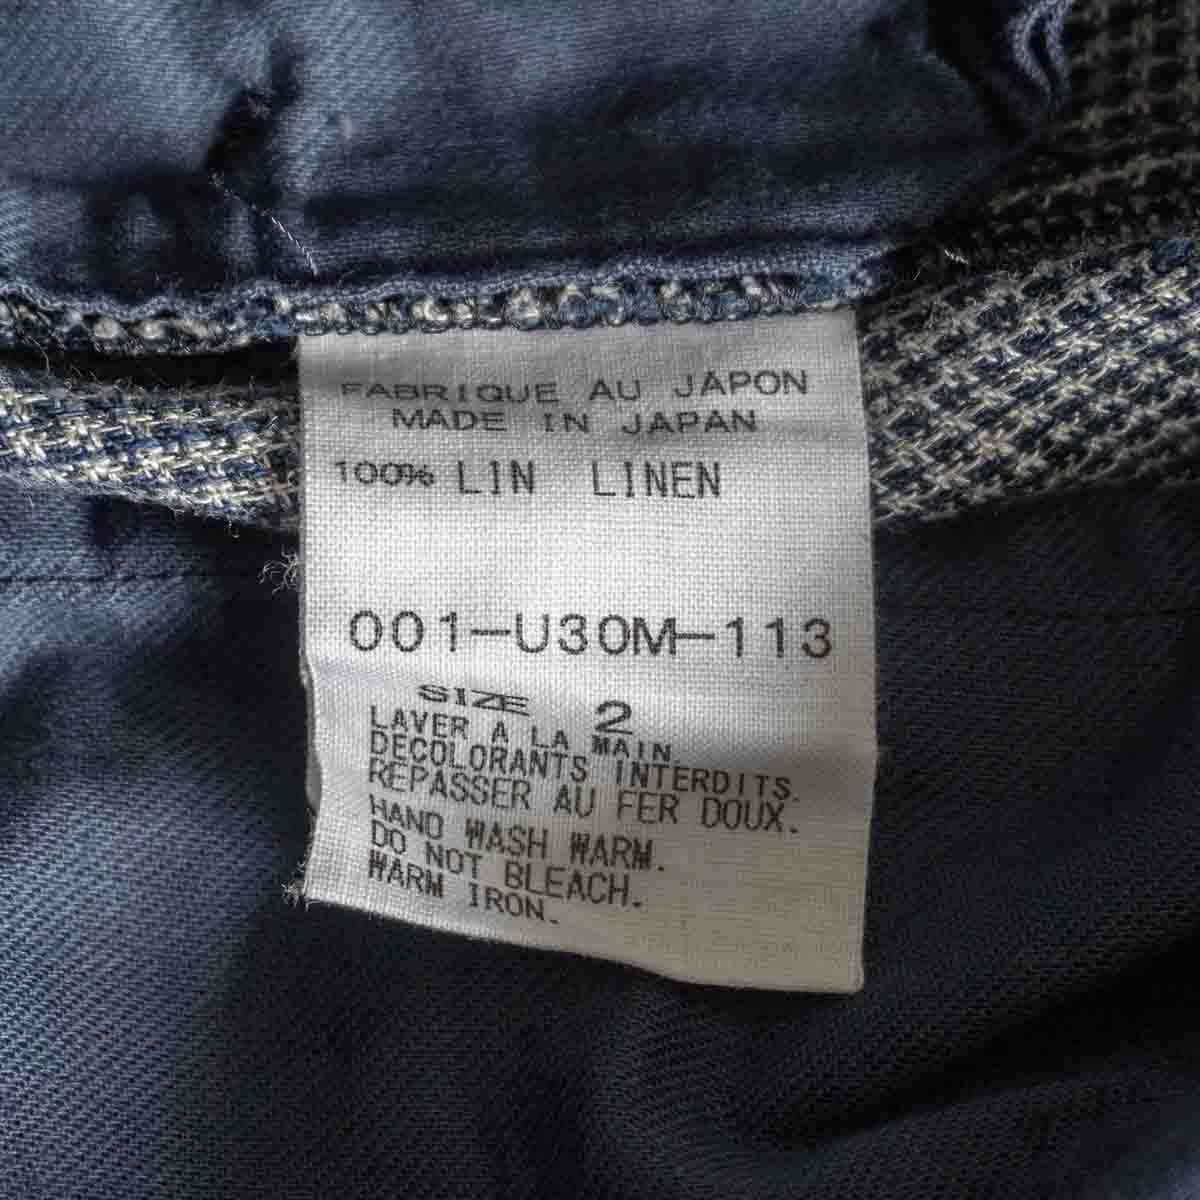 FABRIQUE AU JAPON
MADE IN JAPAN
100% LIN LINEN
001-U30M-113
SIZE 2
LAVER A LA MAIN
DECOLORANTS INTERDITS.
REPASSER AU FER DOUX.
HAND WASH WARM.
DO NOT BLEACH.
WARM IRON.